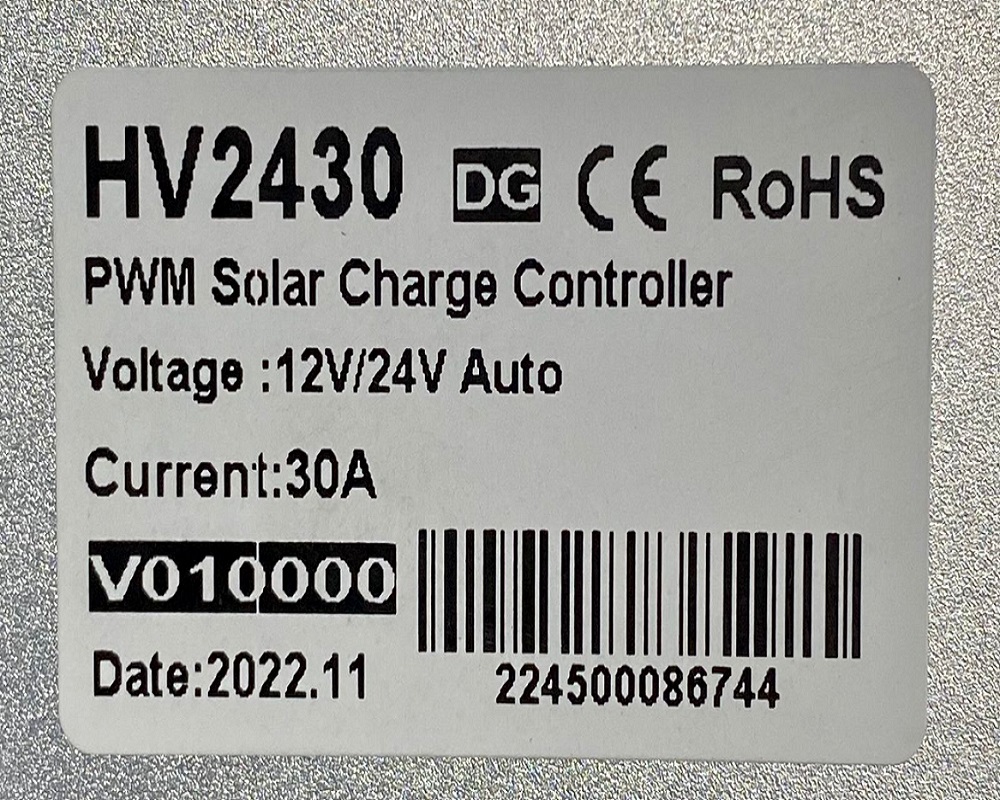 HV2430 DG CE RoHS
PWM Solar Charge Controller
Voltage :12V/24V Auto
Current:30A
V010000
Date:2022.11
224500086744